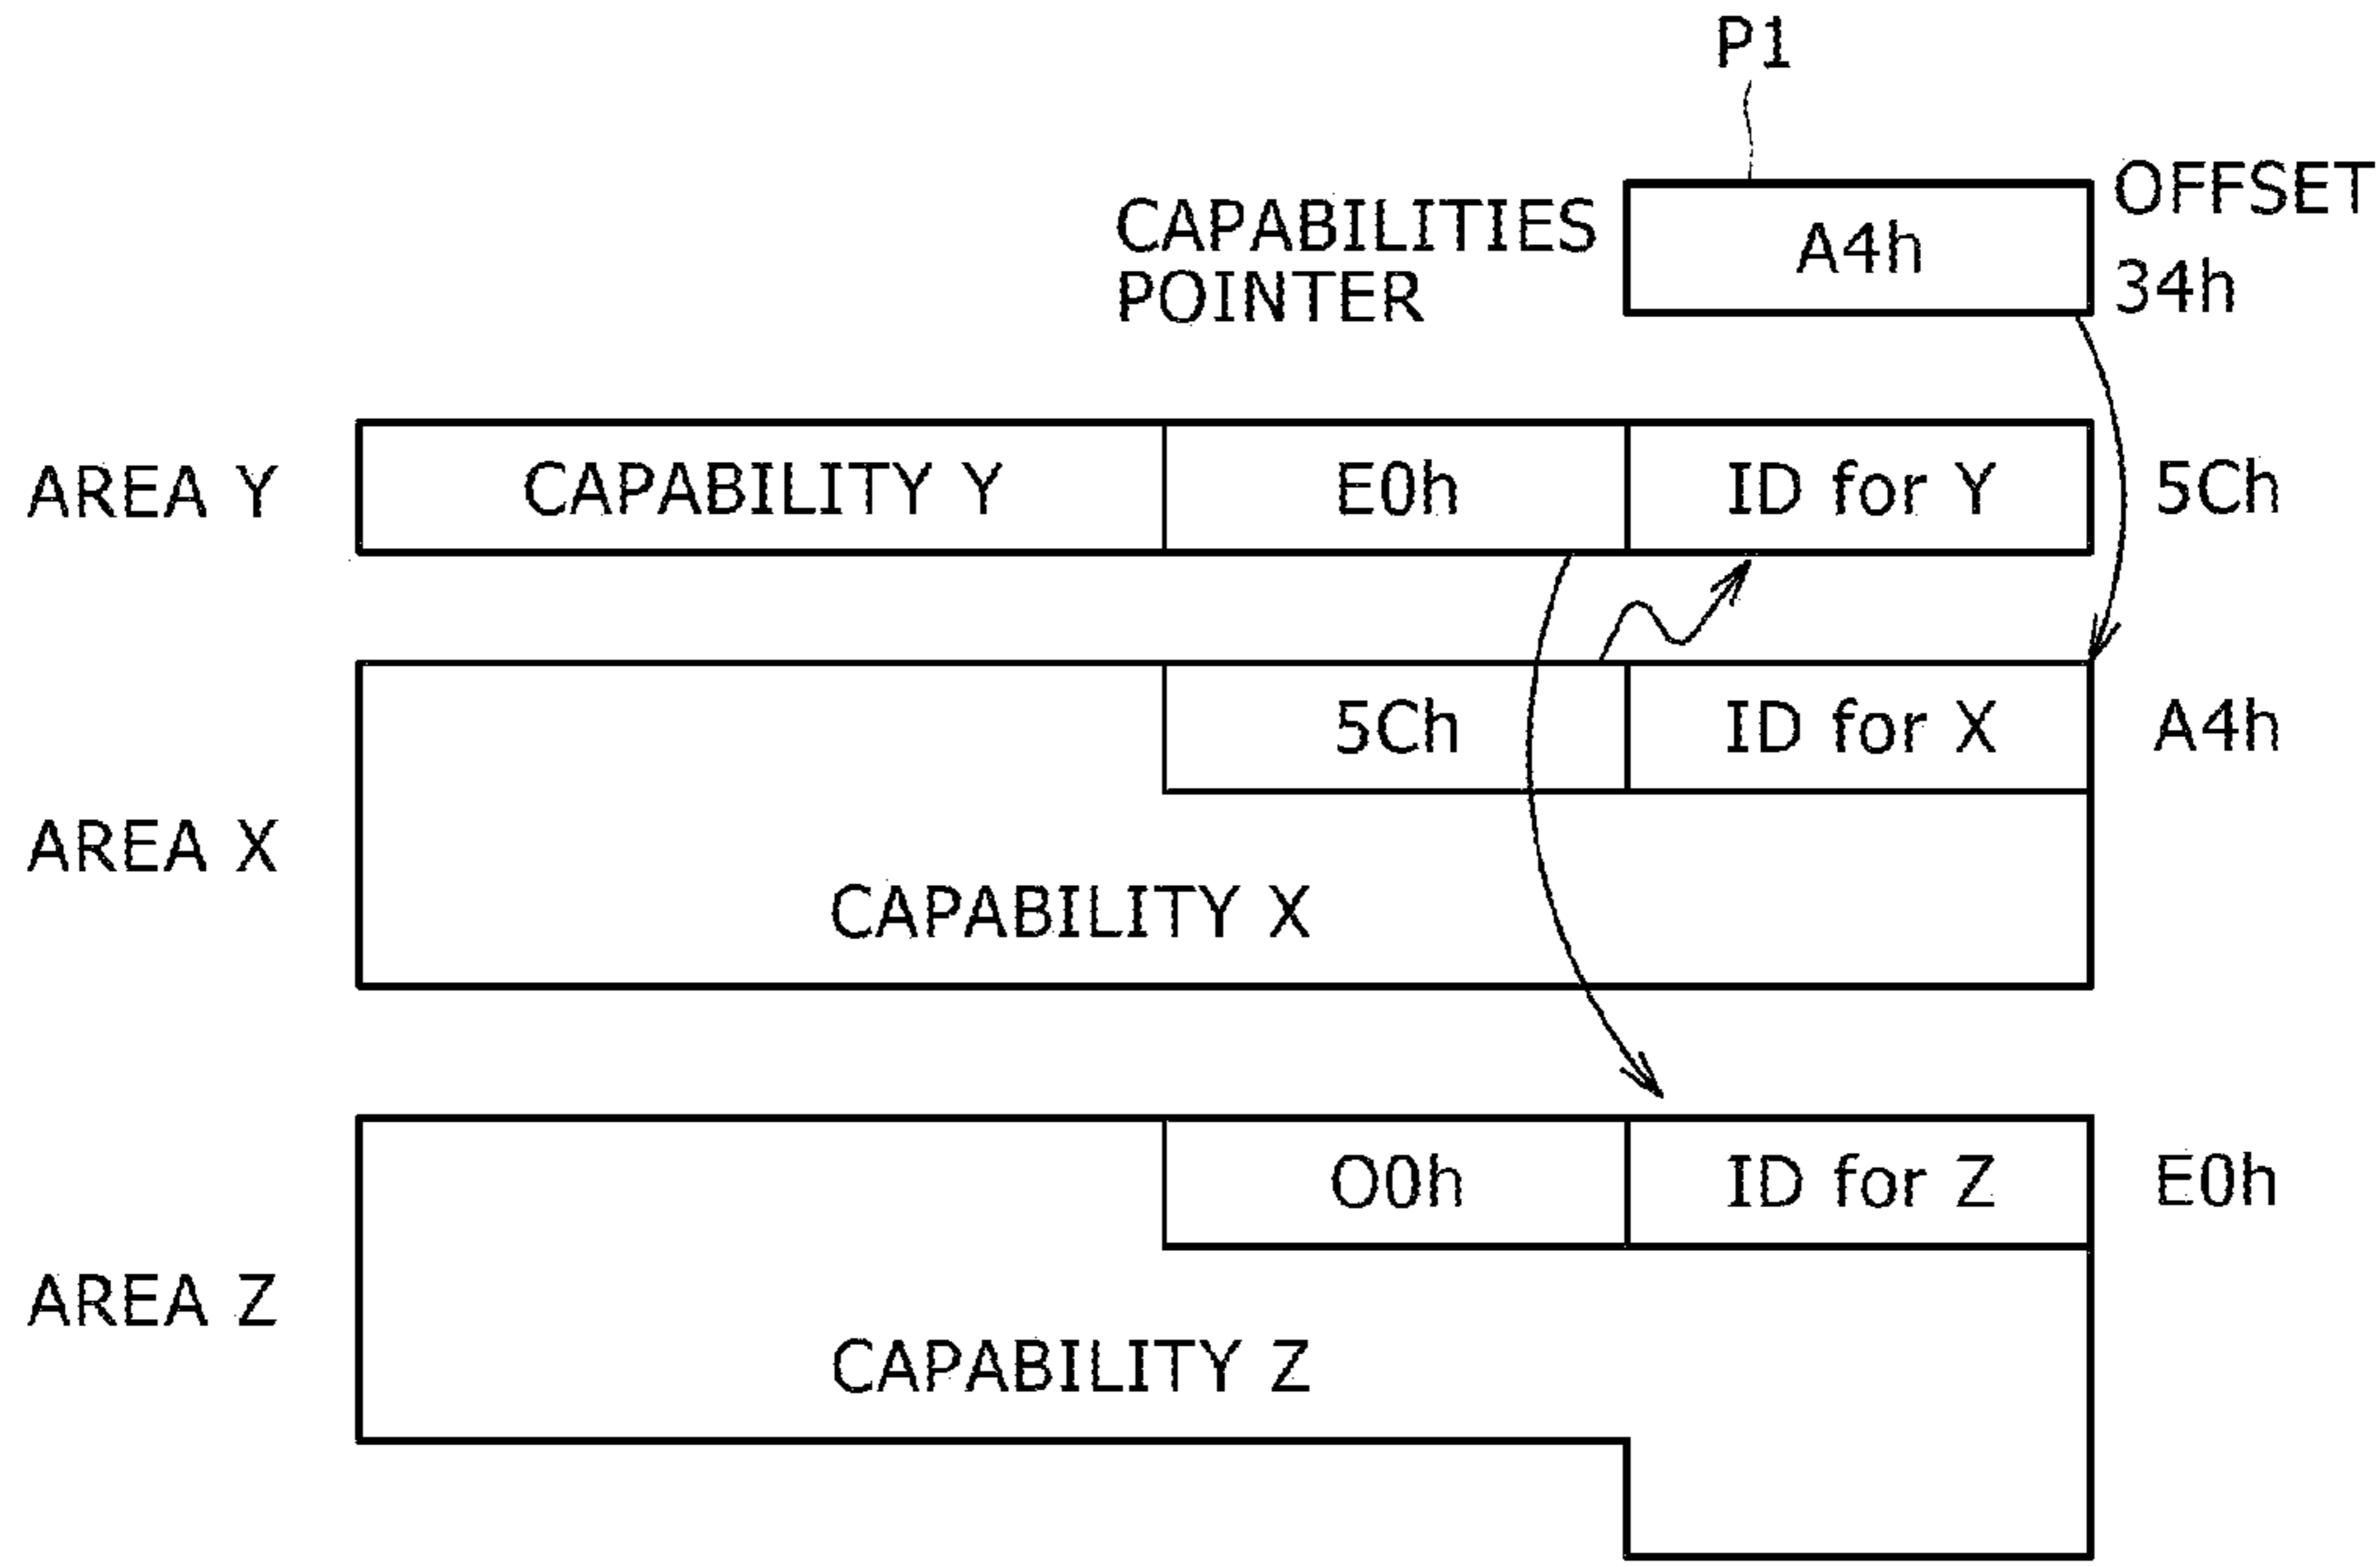 P1
CAPABILITIES
POINTER
A4h
OFFSET
34h
AREA Y
CAPABILITY Y
E0h
ID for Y
5Ch
5Ch
ID for X
A4h
AREA X
CAPABILITY X
O0h
ID for Z
E0h
AREA Z
CAPABILITY Z